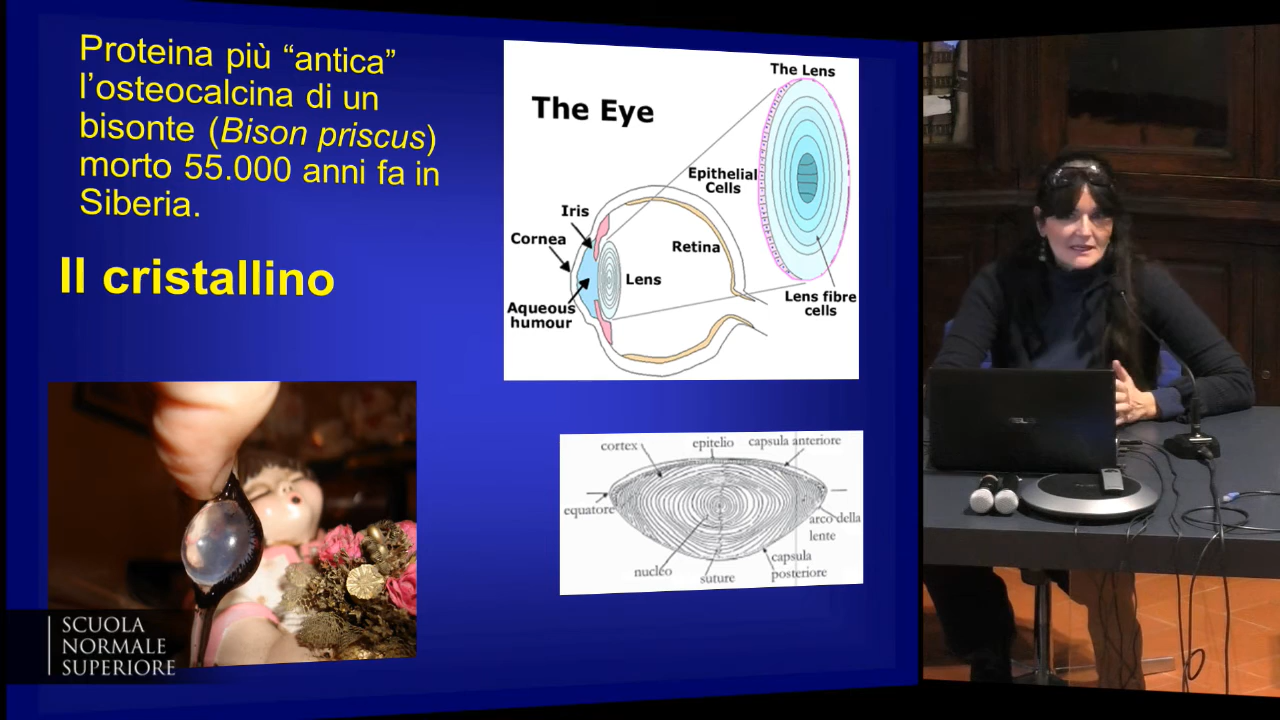 Proteina più “antica”
l’osteocalcina di un
bisonte (Bison priscus)
morto 55.000 anni fa in
Siberia.
Il cristallino
The Eye
The Lens
Epithelial
Cells
Iris
Cornea
Retina
Lens
Aqueous
humour
Lens fibre
cells
cortex
epitelio
capsula anteriore
equatore
arco della
lente
nucleo
suture
capsula
posteriore
SCUOLA
NORMALE
SUPERIORE